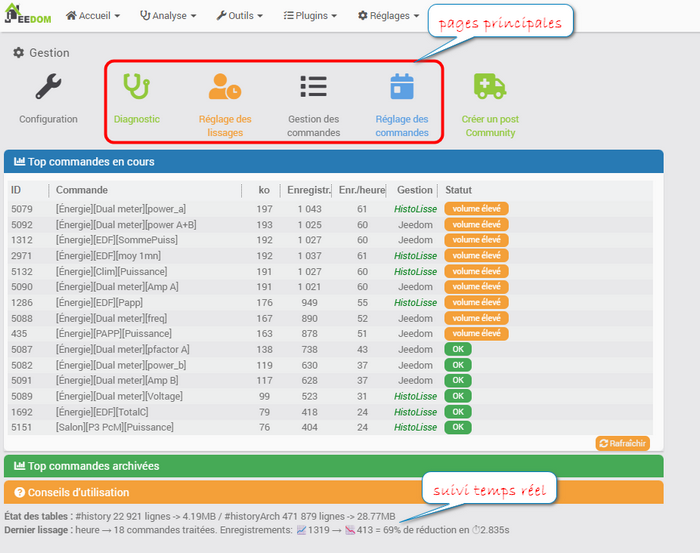 JEEDOM Accueil Analyse Outils Plugins Réglages
pages principales
Gestion
Configuration Diagnostic Réglage des lissages Gestion des commandes Réglage des commandes Créer un post Community
Top commandes en cours
ID Commande ko Enregistr. Enr./heure Gestion Statut
5079 [Énergie][Dual meter][power_a] 197 1 043 61 HistoLisse volume élevé
5092 [Énergie][Dual meter][power A+B] 193 1 025 60 Jeedom volume élevé
1312 [Énergie][EDF][SommePuiss] 192 1 027 60 Jeedom volume élevé
2971 [Énergie][EDF][moy 1mn] 192 1 037 61 HistoLisse volume élevé
5132 [Énergie][Clim][Puissance] 191 1 027 60 HistoLisse volume élevé
5090 [Énergie][Dual meter][Amp A] 191 1 021 60 Jeedom volume élevé
1286 [Énergie][EDF][Papp] 176 949 55 HistoLisse volume élevé
5088 [Énergie][Dual meter][freq] 167 890 52 Jeedom volume élevé
435 [Énergie][PAPP][Puissance] 163 878 51 Jeedom volume élevé
5087 [Énergie][Dual meter][pfactor A] 138 738 43 Jeedom OK
5082 [Énergie][Dual meter][power_b] 119 630 37 Jeedom OK
5091 [Énergie][Dual meter][Amp B] 117 628 37 Jeedom OK
5089 [Énergie][Dual meter][Voltage] 99 523 31 HistoLisse OK
1692 [Énergie][EDF][TotalC] 79 418 24 HistoLisse OK
5151 [Salon][P3 PcM][Puissance] 76 404 24 HistoLisse OK
Rafraîchir
Top commandes archivées
Conseils d'utilisation
suivi temps réel
État des tables : #history 22 921 lignes -> 4.19MB / #historyArch 471 879 lignes -> 28.77MB
Dernier lissage : heure → 18 commandes traitées. Enregistrements: 📈1319 → 📉413 = 69% de réduction en ⏱2.835s